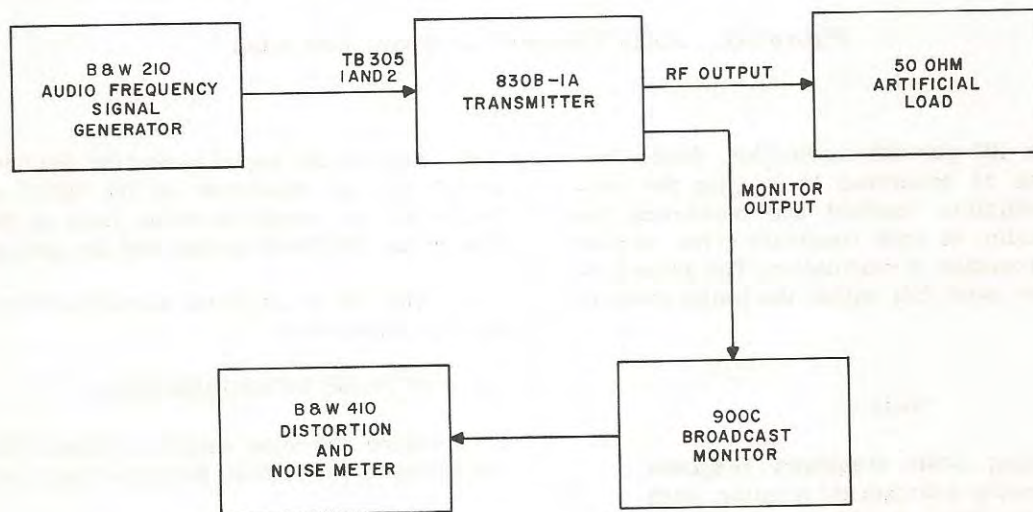 B & W 210
AUDIO FREQUENCY
SIGNAL
GENERATOR
TB 305
1 AND 2
830B-1A
TRANSMITTER
RF OUTPUT
50 OHM
ARTIFICIAL
LOAD
MONITOR
OUTPUT
B & W 410
DISTORTION
AND
NOISE METER
900C
BROADCAST
MONITOR